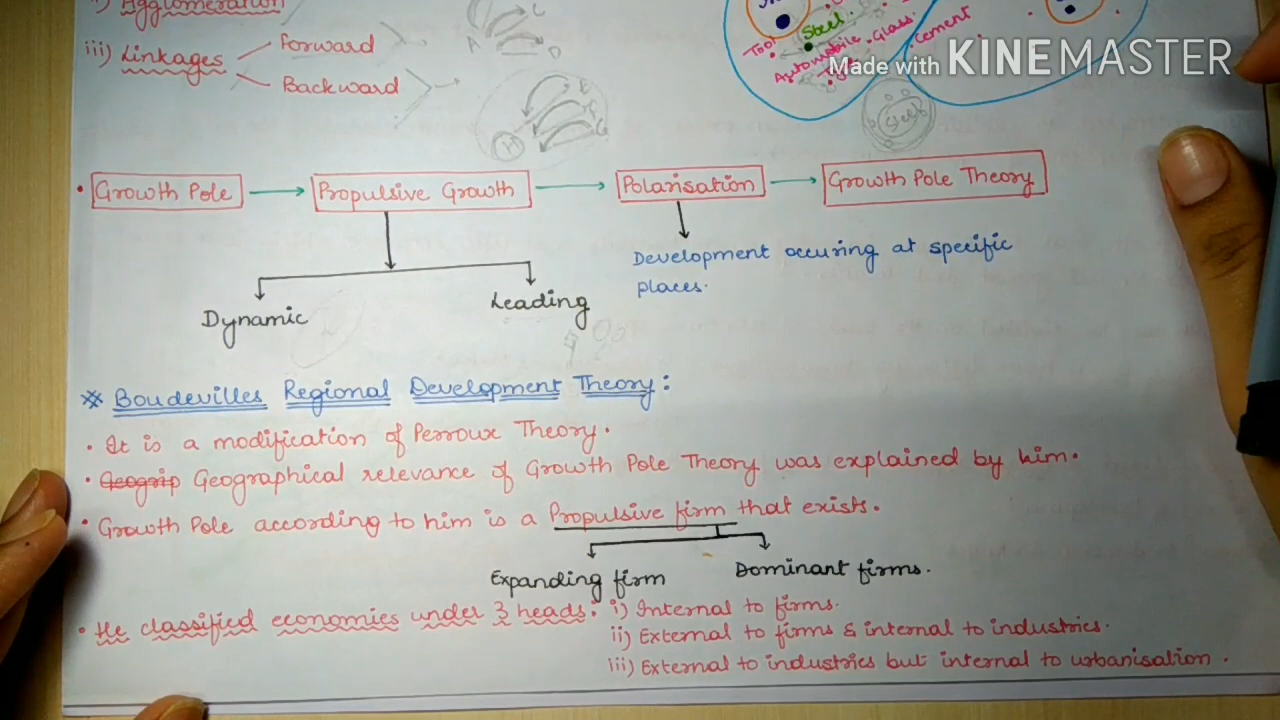 Agglomeration
iii) Linkages
Forward
Backward
A
C
D
E
G
H
Steel
Automobile
Glass
Cement
Steel
Made with KINEMASTER
• Growth Pole → Propulsive Growth → Polarisation → Growth Pole Theory
Development occuring at specific
places.
Dynamic
Leading
* Boudevilles Regional Development Theory:
• It is a modification of Perroux Theory.
• Geogrip Geographical relevance of Growth Pole Theory was explained by him.
• Growth Pole according to him is a Propulsive firm that exists.
Expanding firm
Dominant firms.
• He classified economies under 3 heads: i) Internal to firms.
ii) External to firms & internal to industries.
iii) External to industries but internal to urbanisation.